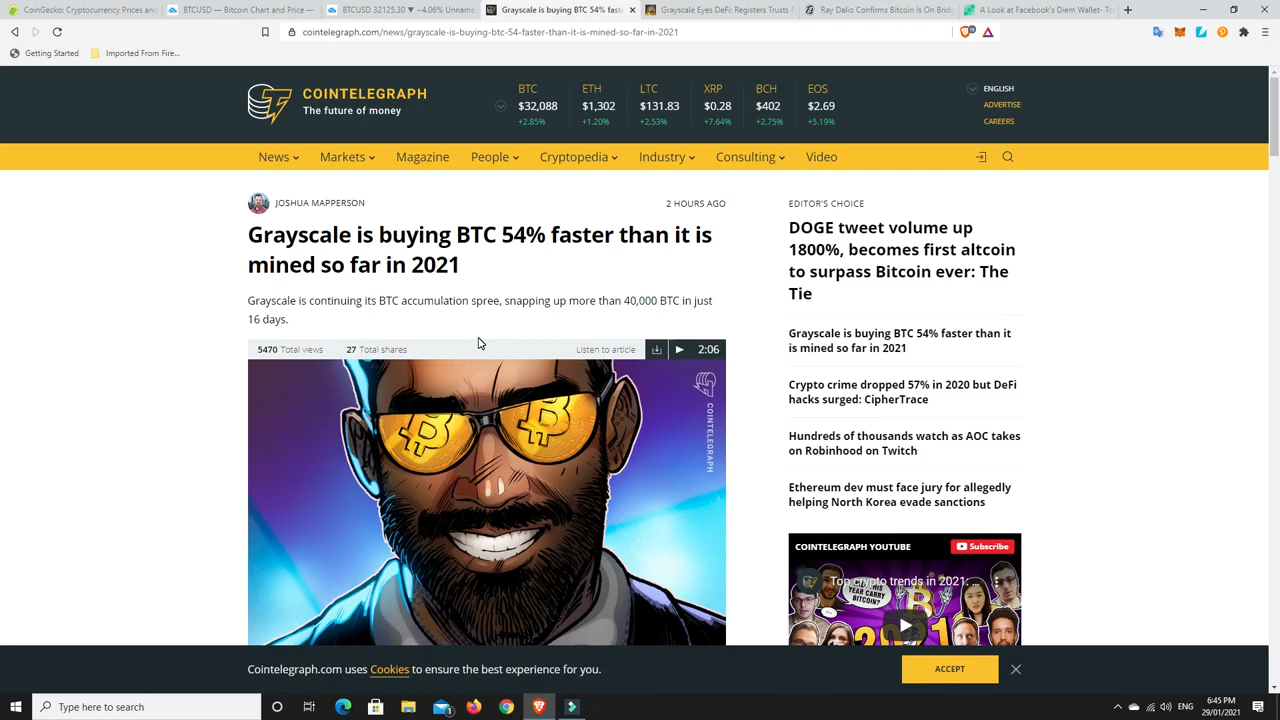 CoinGecko: Cryptocurrency Prices and
BTCUSD — Bitcoin Chart and Price
BTCUSD 32125.30 ▼ −4.06% Unname
Grayscale is buying BTC 54% faster
Grayscale Eyes DeFi: Registers Trusts
Ray Dalio Confirms Bitcoin Is On Bridg
A Look at Facebook's Diem Wallet- To
cointelegraph.com/news/grayscale-is-buying-btc-54-faster-than-it-is-mined-so-far-in-2021
Getting Started
Imported From Fire...
COINTELEGRAPH
The future of money
BTC ETH LTC XRP BCH EOS
$32,088 $1,302 $131.83 $0.28 $402 $2.69
+2.85% +1.20% +2.53% +7.64% +2.75% +5.19%
ENGLISH
ADVERTISE
CAREERS
News Markets Magazine People Cryptopedia Industry Consulting Video
JOSHUA MAPPERSON
2 HOURS AGO
Grayscale is buying BTC 54% faster than it is
mined so far in 2021
Grayscale is continuing its BTC accumulation spree, snapping up more than 40,000 BTC in just
16 days.
5470 Total views 27 Total shares
Listen to article
2:06
COINTELEGRAPH
EDITOR'S CHOICE
DOGE tweet volume up
1800%, becomes first altcoin
to surpass Bitcoin ever: The
Tie
Grayscale is buying BTC 54% faster than it
is mined so far in 2021
Crypto crime dropped 57% in 2020 but DeFi
hacks surged: CipherTrace
Hundreds of thousands watch as AOC takes
on Robinhood on Twitch
Ethereum dev must face jury for allegedly
helping North Korea evade sanctions
COINTELEGRAPH YOUTUBE
Subscribe
Top crypto trends in 2021: ...
YEAR CARRY
BITCOIN?
Cointelegraph.com uses Cookies to ensure the best experience for you.
ACCEPT
Type here to search
ENG
6:45 PM
29/01/2021